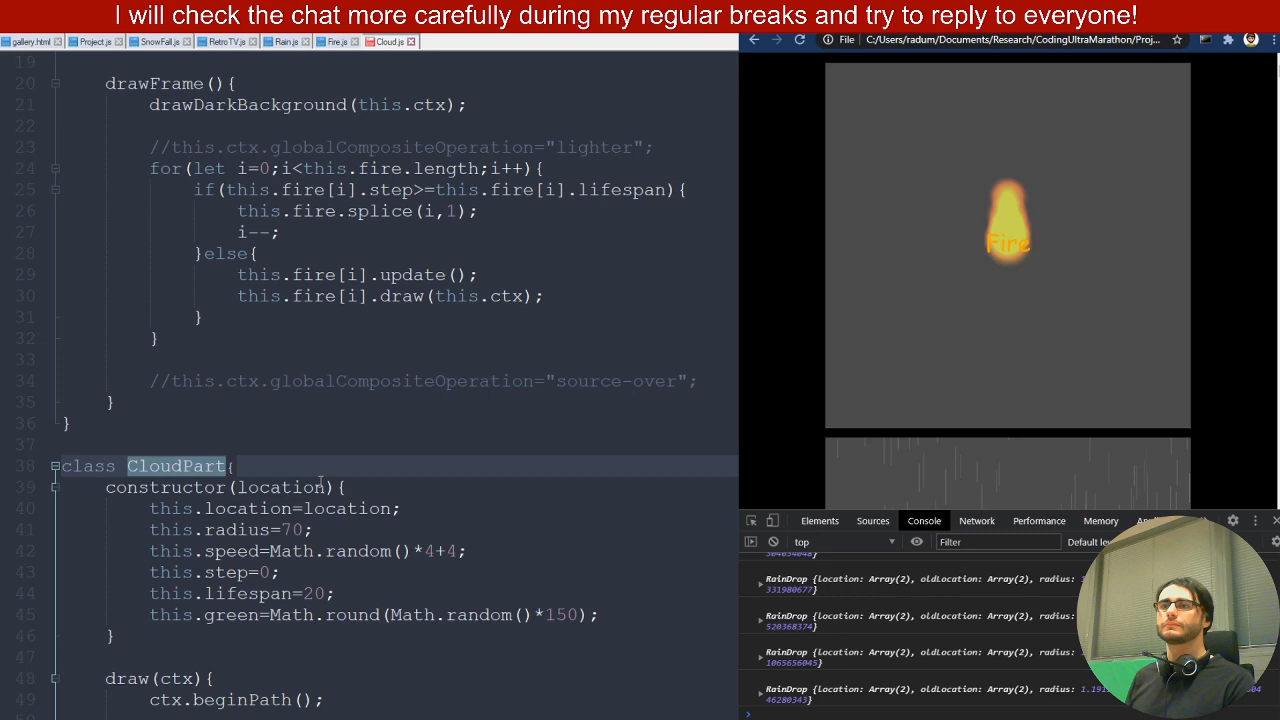 I will check the chat more carefully during my regular breaks and try to reply to everyone!
gallery.html Project.js SnowFall.js RetroTV.js Rain.js Fire.js Cloud.js
File C:/Users/radum/Documents/Research/CodingUltraMarathon/Proj...
19
20 drawFrame(){
21 drawDarkBackground(this.ctx);
22
23 //this.ctx.globalCompositeOperation="lighter";
24 for(let i=0;i<this.fire.length;i++){
25 if(this.fire[i].step>=this.fire[i].lifespan){
26 this.fire.splice(i,1);
27 i--;
28 }else{
29 this.fire[i].update();
30 this.fire[i].draw(this.ctx);
31 }
32 }
33
34 //this.ctx.globalCompositeOperation="source-over";
35 }
36 }
37
38 class CloudPart{
39 constructor(location){
40 this.location=location;
41 this.radius=70;
42 this.speed=Math.random()*4+4;
43 this.step=0;
44 this.lifespan=20;
45 this.green=Math.round(Math.random()*150);
46 }
47
48 draw(ctx){
49 ctx.beginPath();
Fire
Elements Sources Console Network Performance Memory
top Filter Default
RainDrop {location: Array(2), oldLocation: Array(2), radius:
331980677}
RainDrop {location: Array(2), oldLocation: Array(2), radius:
520368374}
RainDrop {location: Array(2), oldLocation: Array(2), radius:
1065656045}
RainDrop {location: Array(2), oldLocation: Array(2), radius:
46280343}